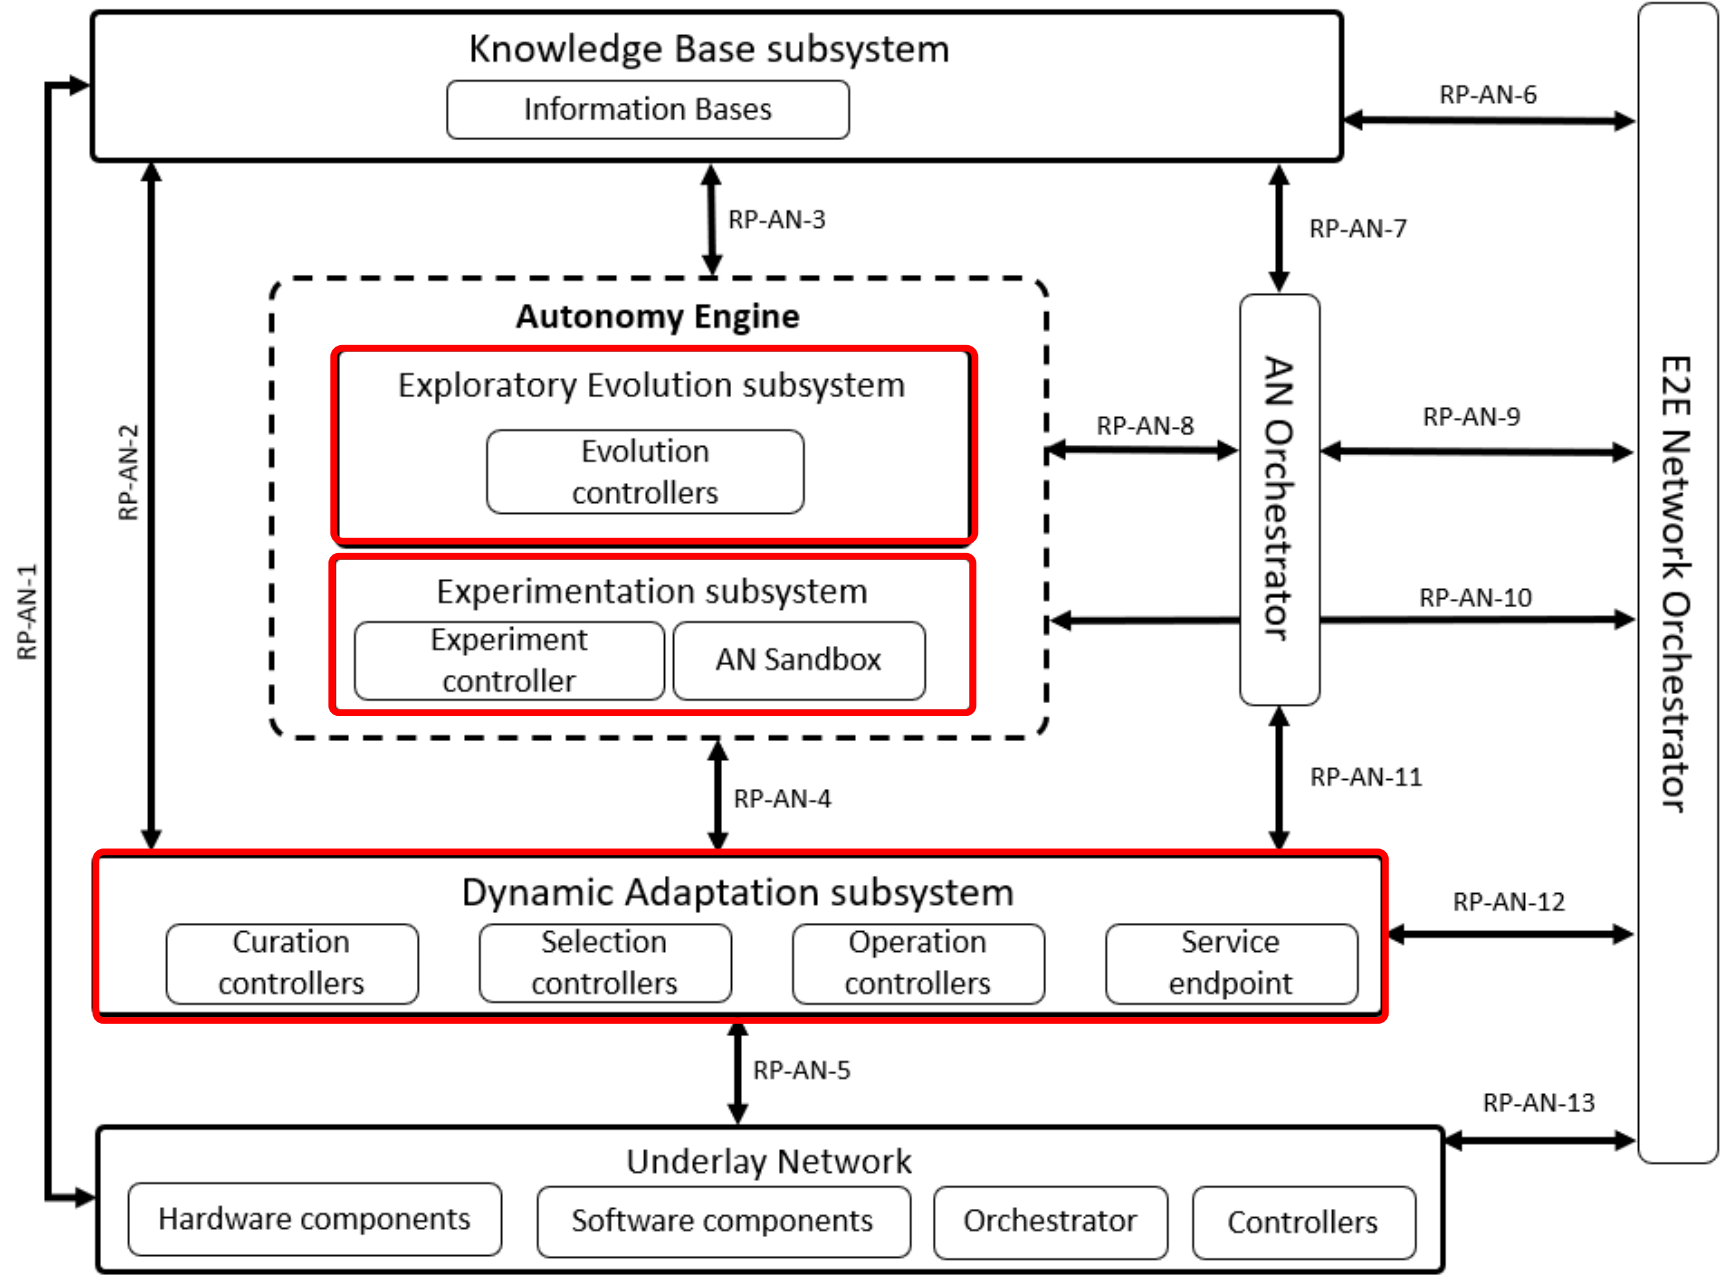 Knowledge Base subsystem
Information Bases
RP-AN-6
RP-AN-3
RP-AN-7
Autonomy Engine
Exploratory Evolution subsystem
Evolution
controllers
RP-AN-8
RP-AN-9
AN Orchestrator
E2E Network Orchestrator
RP-AN-2
RP-AN-1
Experimentation subsystem
Experiment
controller
AN Sandbox
RP-AN-10
RP-AN-4
RP-AN-11
Dynamic Adaptation subsystem
Curation
controllers
Selection
controllers
Operation
controllers
Service
endpoint
RP-AN-12
RP-AN-5
RP-AN-13
Underlay Network
Hardware components
Software components
Orchestrator
Controllers